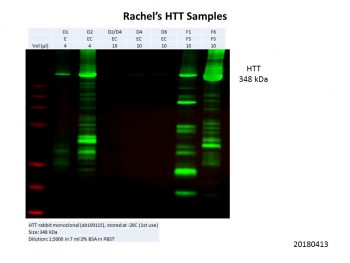 Rachel's HTT Samples
D1 D2 D2/D4 D4 D6 F1 F6
E EC EC EC EC FS FS
Vol (µl) 4 4 10 10 10 10 10
HTT
348 kDa
HTT rabbit monoclonal (ab109115), stored at -20C (1st use)
Size: 348 kDa
Dilution: 1:5000 in 7 ml 3% BSA in PBST
20180413